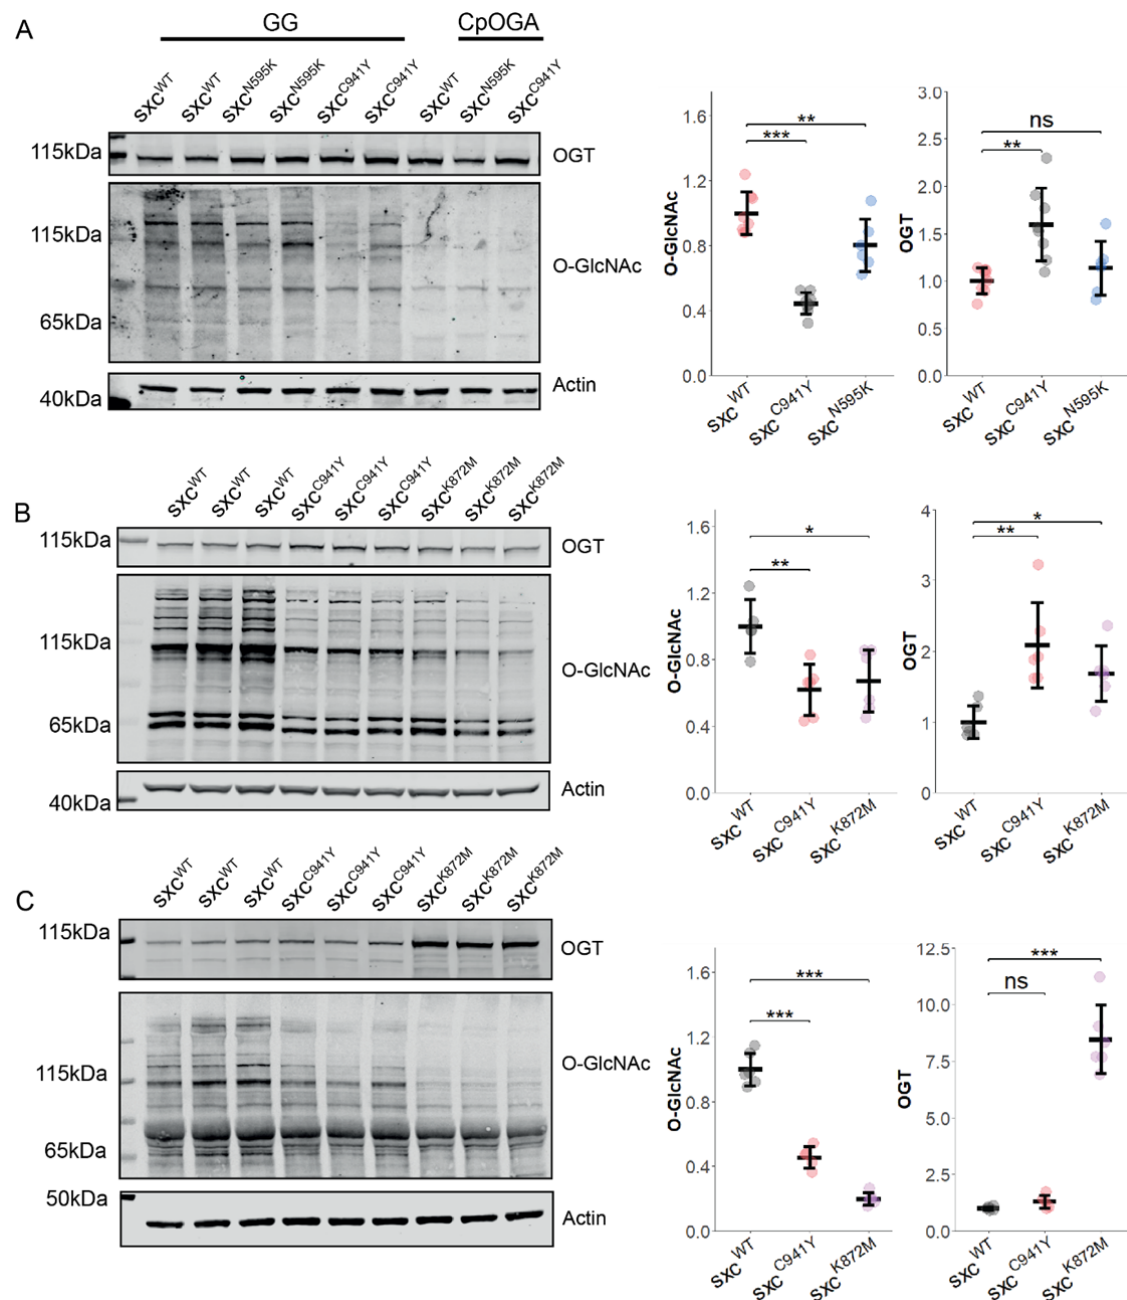 A
GG
CpOGA
SXC^WT SXC^WT SXC^N595K SXC^N595K SXC^C941Y SXC^C941Y SXC^WT SXC^N595K SXC^C941Y
115kDa
OGT
115kDa
O-GlcNAc
65kDa
Actin
40kDa
O-GlcNAc
1.6
1.2
0.8
0.4
0.0
**
***
sxc^WT
sxc^C941Y
sxc^N595K
OGT
3.0
2.5
2.0
1.5
1.0
0.5
0.0
ns
**
sxc^WT
sxc^C941Y
sxc^N595K
B
SXC^WT SXC^WT SXC^WT SXC^C941Y SXC^C941Y SXC^C941Y SXC^K872M SXC^K872M SXC^K872M
115kDa
OGT
115kDa
O-GlcNAc
65kDa
Actin
40kDa
O-GlcNAc
1.6
1.2
0.8
0.4
0.0
*
**
sxc^WT
sxc^C941Y
sxc^K872M
OGT
4
3
2
1
0
*
**
sxc^WT
sxc^C941Y
sxc^K872M
C
SXC^WT SXC^WT SXC^WT SXC^C941Y SXC^C941Y SXC^C941Y SXC^K872M SXC^K872M SXC^K872M
115kDa
OGT
O-GlcNAc
115kDa
65kDa
50kDa
Actin
O-GlcNAc
1.6
1.2
0.8
0.4
0.0
***
***
sxc^WT
sxc^C941Y
sxc^K872M
OGT
12.5
10.0
7.5
5.0
2.5
0.0
***
ns
sxc^WT
sxc^C941Y
sxc^K872M